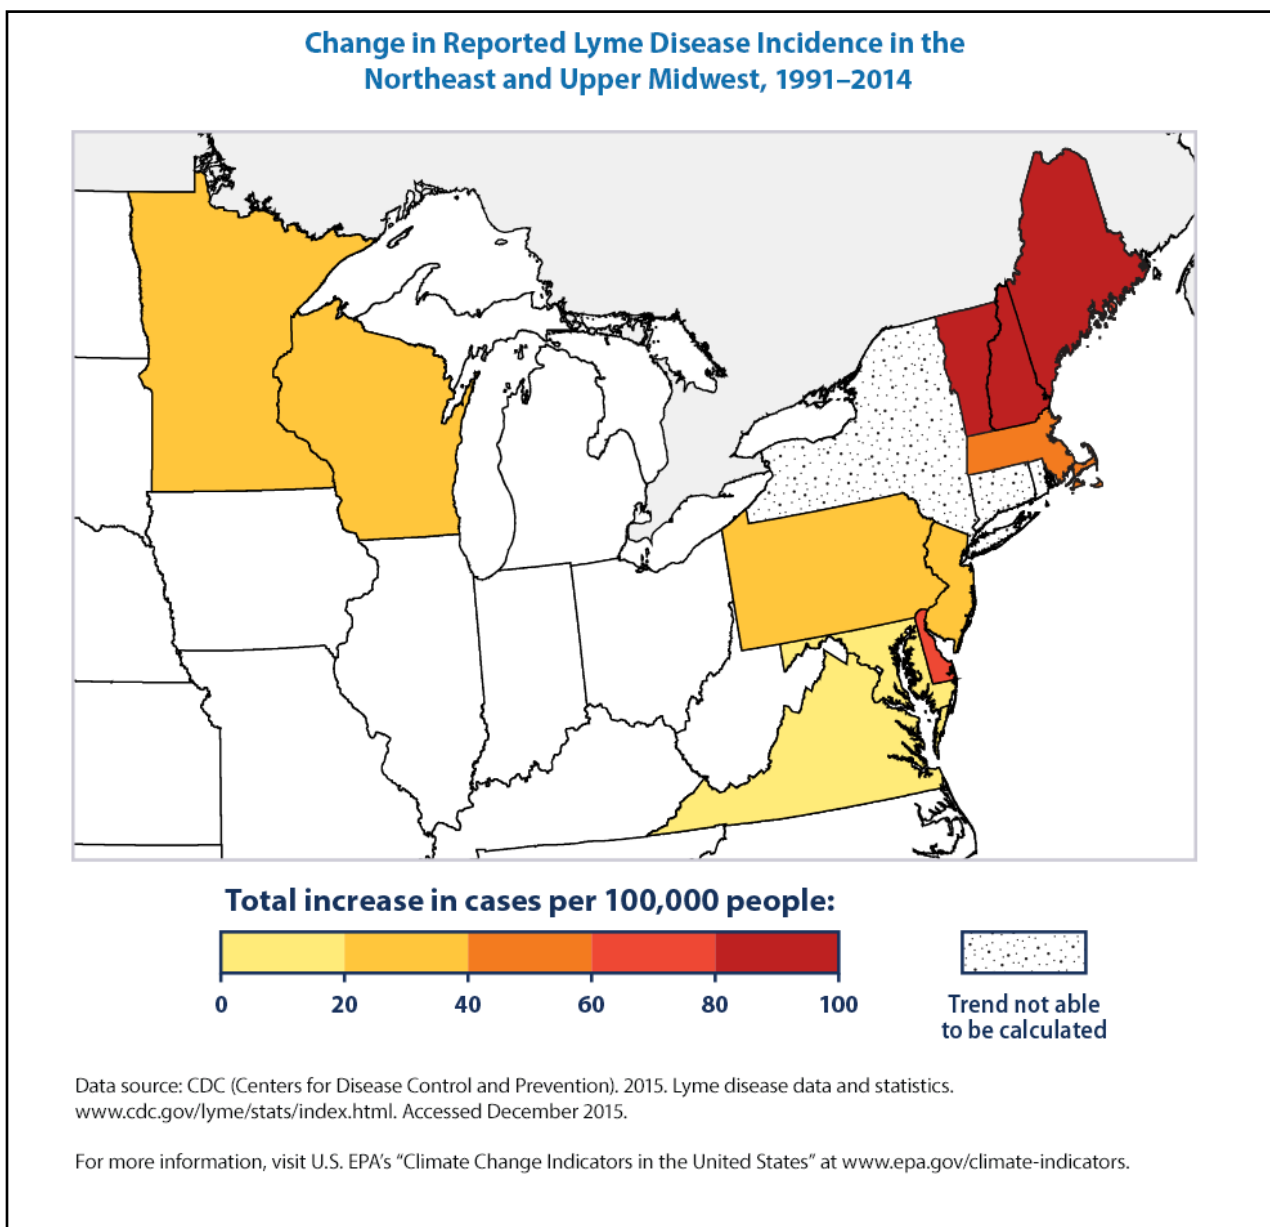 Change in Reported Lyme Disease Incidence in the
Northeast and Upper Midwest, 1991–2014
Total increase in cases per 100,000 people:
0 20 40 60 80 100
Trend not able
to be calculated
Data source: CDC (Centers for Disease Control and Prevention). 2015. Lyme disease data and statistics.
www.cdc.gov/lyme/stats/index.html. Accessed December 2015.
For more information, visit U.S. EPA’s “Climate Change Indicators in the United States” at www.epa.gov/climate-indicators.